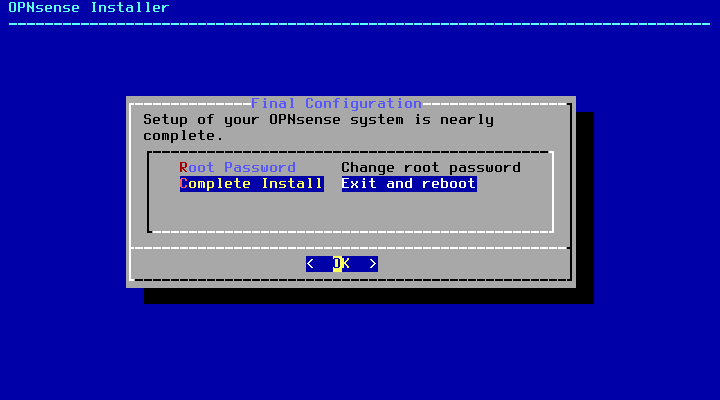 OPNsense Installer
Final Configuration
Setup of your OPNsense system is nearly
complete.
Root Password Change root password
Complete Install Exit and reboot
< OK >